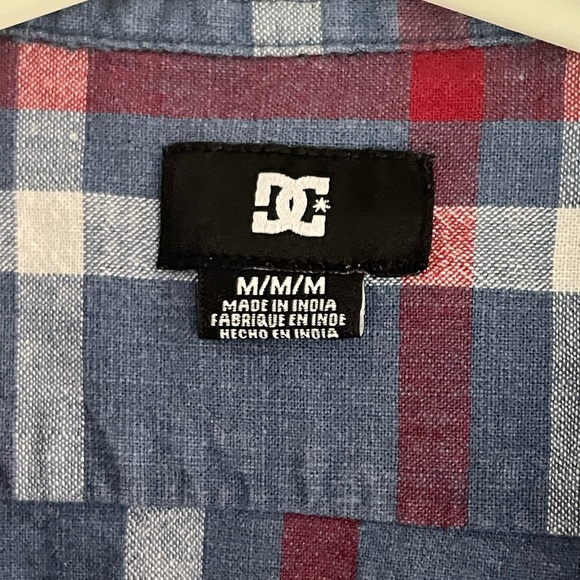 DC*
M/M/M
MADE IN INDIA
FABRIQUE EN INDE
HECHO EN INDIA